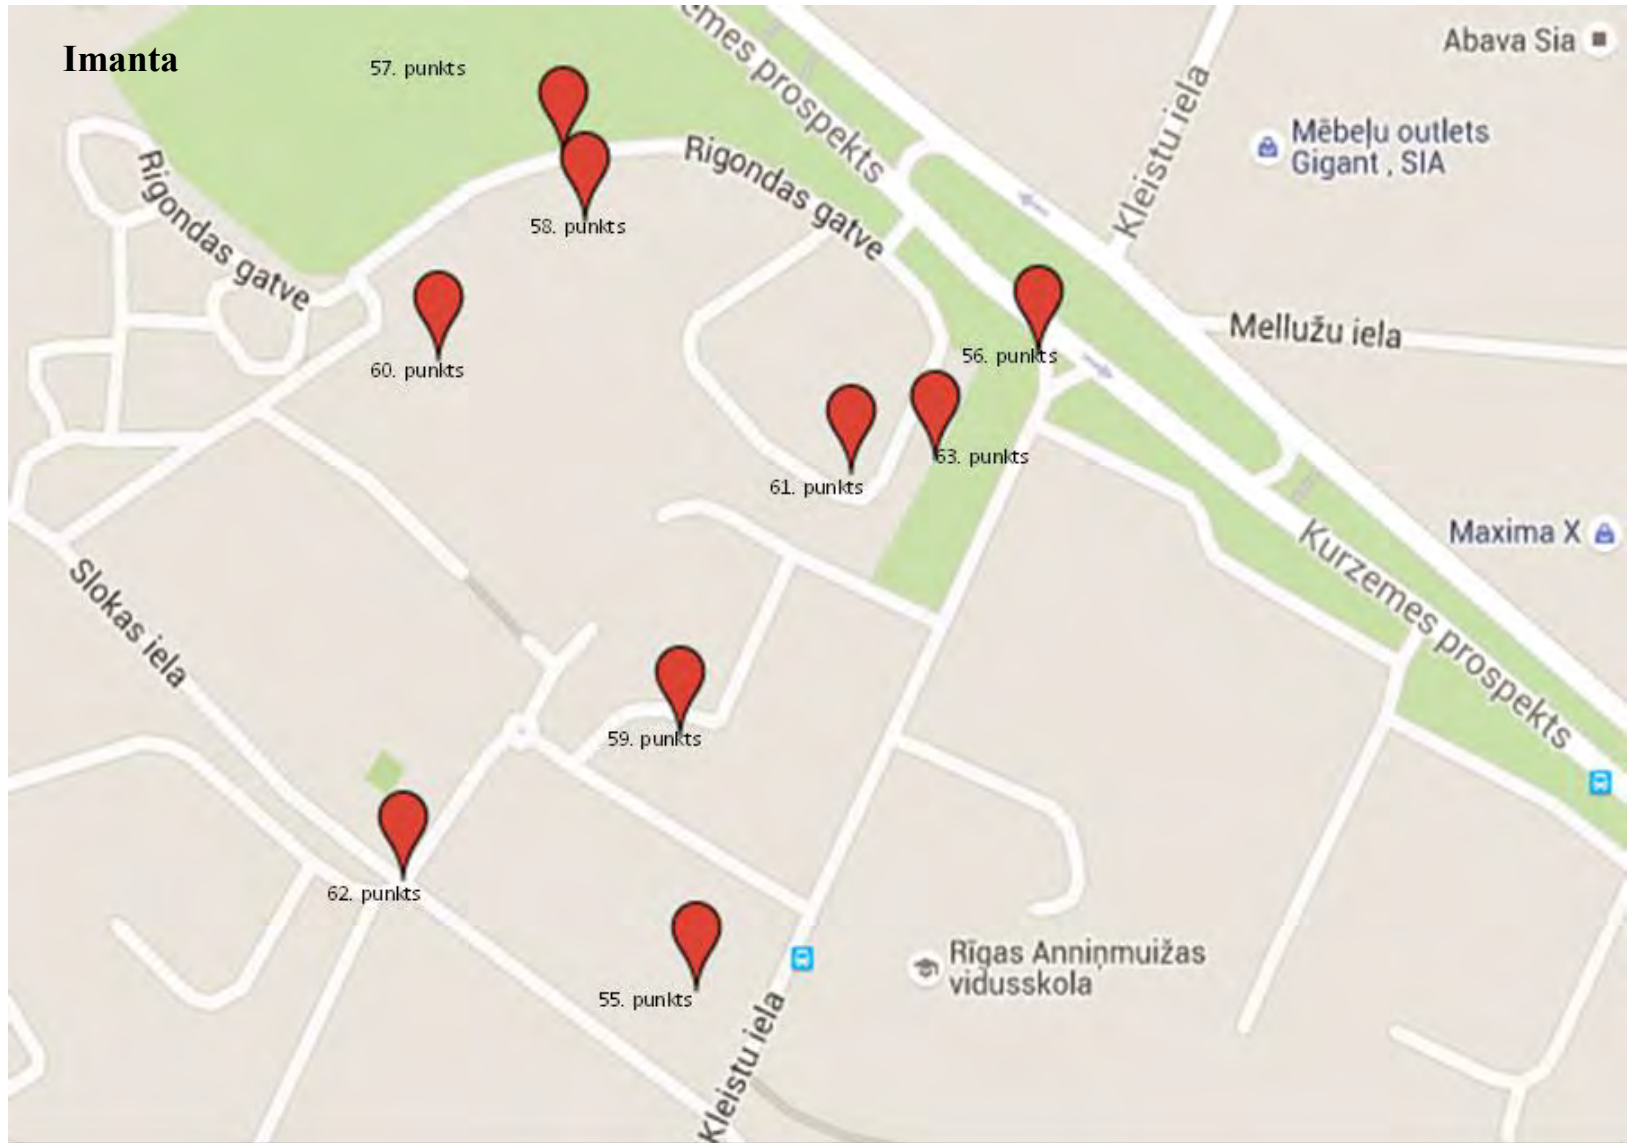 Imanta
57. punkts
emes prospekts
Abava Sia
Kleistu iela
Mēbeļu outlets
Gigant , SIA
Rigondas gatve
Rigondas gatve
58. punkts
Mellužu iela
56. punkts
60. punkts
63. punkts
61. punkts
Maxima X
Kurzemes prospekts
Slokas iela
59. punkts
62. punkts
Rīgas Anniņmuižas
vidusskola
55. punkts
Kleistu iela